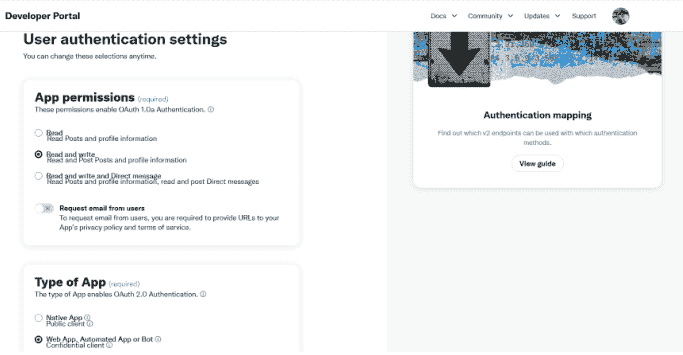 Developer Portal
Docs
Community
Updates
Support
User authentication settings
You can change these selections anytime.
App permissions (required)
These permissions enable OAuth 1.0a Authentication.
Read
Read Posts and profile information
Read and write
Read and Post Posts and profile information
Read and write and Direct message
Read Posts and profile information, read and post Direct messages
Request email from users
To request email from users, you are required to provide URLs to your
App's privacy policy and terms of service.
Type of App (required)
The type of App enables OAuth 2.0 Authentication.
Native App
Public client
Web App, Automated App or Bot
Confidential client
Authentication mapping
Find out which v2 endpoints can be used with which authentication
methods.
View guide